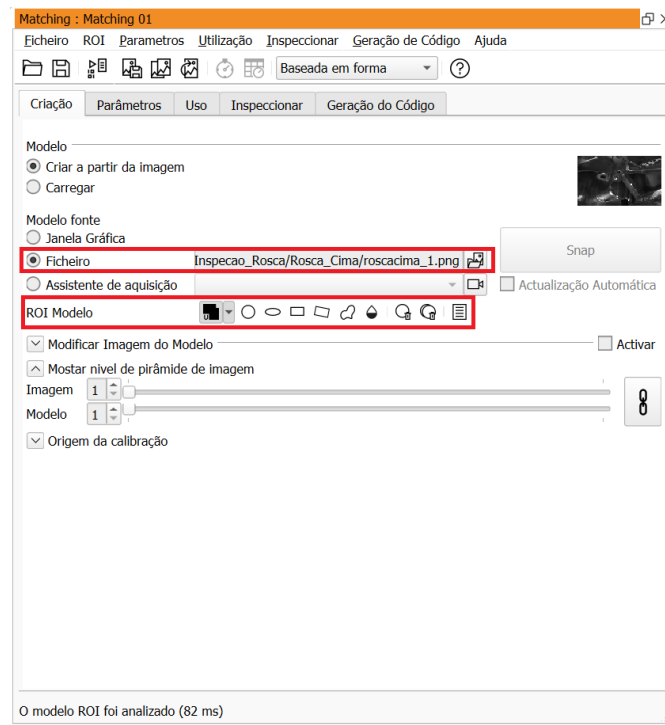 Matching : Matching 01
Ficheiro ROI Parametros Utilização Inspeccionar Geração de Código Ajuda
Baseada em forma
Criação Parâmetros Uso Inspeccionar Geração do Código
Modelo
Criar a partir da imagem
Carregar
Modelo fonte
Janela Gráfica
Snap
Ficheiro Inspecao_Rosca/Rosca_Cima/roscacima_1.png
Assistente de aquisição Actualização Automática
ROI Modelo
Modificar Imagem do Modelo Activar
Mostar nivel de pirâmide de imagem
Imagem 1
Modelo 1
Origem da calibração
O modelo ROI foi analizado (82 ms)